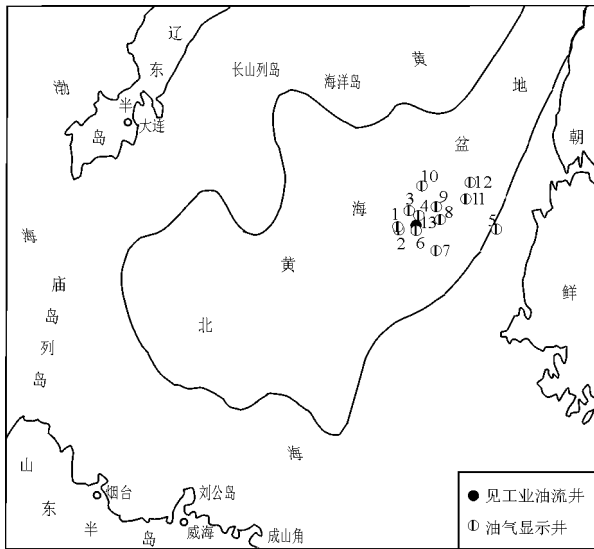 辽东半岛
渤海
长山列岛
海洋岛
黄海
北黄海盆地
朝鲜
大连
庙岛列岛
10
12
11
3
4
9
8
1
13
5
2
6
7
山东半岛
烟台
刘公岛
威海
成山角
见工业油流井
油气显示井